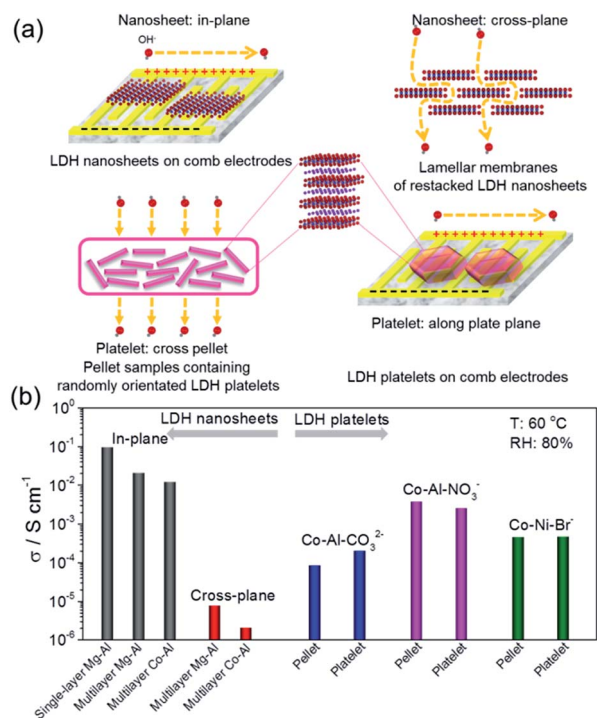 (a)
Nanosheet: in-plane
OH-
LDH nanosheets on comb electrodes
Nanosheet: cross-plane
Lamellar membranes
of restacked LDH nanosheets
Platelet: cross pellet
Pellet samples containing
randomly orientated LDH platelets
Platelet: along plate plane
LDH platelets on comb electrodes
(b)
σ / S cm⁻¹
10⁰
10⁻¹
10⁻²
10⁻³
10⁻⁴
10⁻⁵
10⁻⁶
LDH nanosheets
LDH platelets
T: 60 °C
RH: 80%
In-plane
Cross-plane
Co-Al-CO₃²⁻
Co-Al-NO₃⁻
Co-Ni-Br⁻
Single-layer Mg-Al
Multilayer Mg-Al
Multilayer Co-Al
Multilayer Mg-Al
Multilayer Co-Al
Pellet
Platelet
Pellet
Platelet
Pellet
Platelet